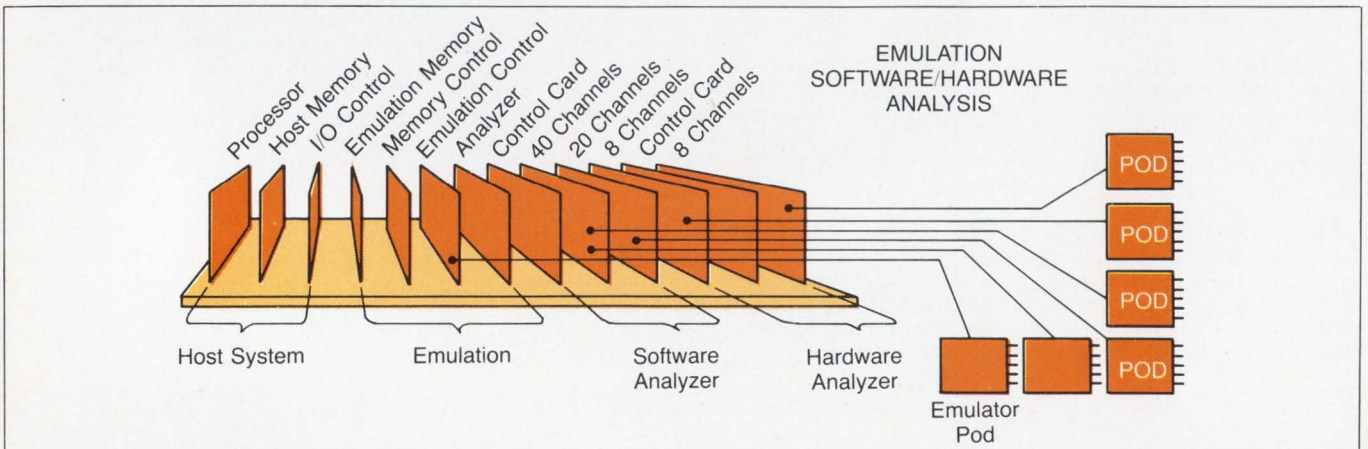 Processor
Host Memory
I/O Control
Emulation Memory
Memory Control
Emulation Control
Analyzer
Control Card
40 Channels
20 Channels
8 Channels
Control Card
8 Channels
EMULATION
SOFTWARE/HARDWARE
ANALYSIS
POD
POD
POD
POD
Host System
Emulation
Software
Analyzer
Hardware
Analyzer
Emulator
Pod